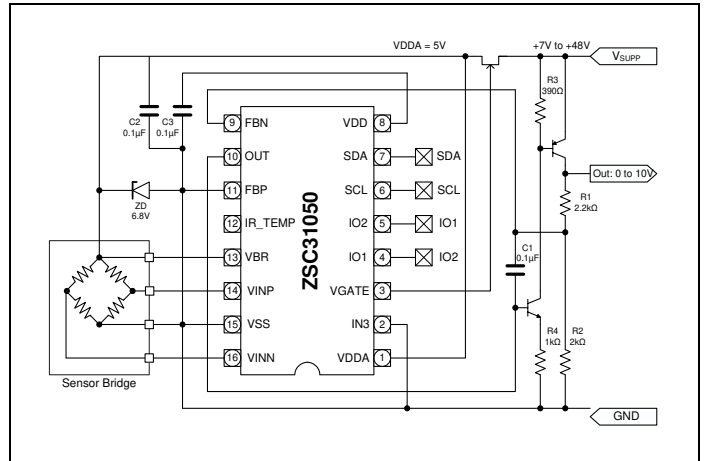 VDDA = 5V
+7V to +48V
VSUPP
R3
390Ω
C2
0.1µF
C3
0.1µF
9 FBN
VDD 8
10 OUT
SDA 7
SDA
Out: 0 to 10V
11 FBP
SCL 6
SCL
R1
2.2kΩ
ZD
6.8V
12 IR_TEMP
IO2 5
IO1
ZSC31050
13 VBR
IO1 4
IO2
C1
0.1µF
14 VINP
VGATE 3
15 VSS
IN3 2
R4
1kΩ
R2
2kΩ
16 VINN
VDDA 1
Sensor Bridge
GND